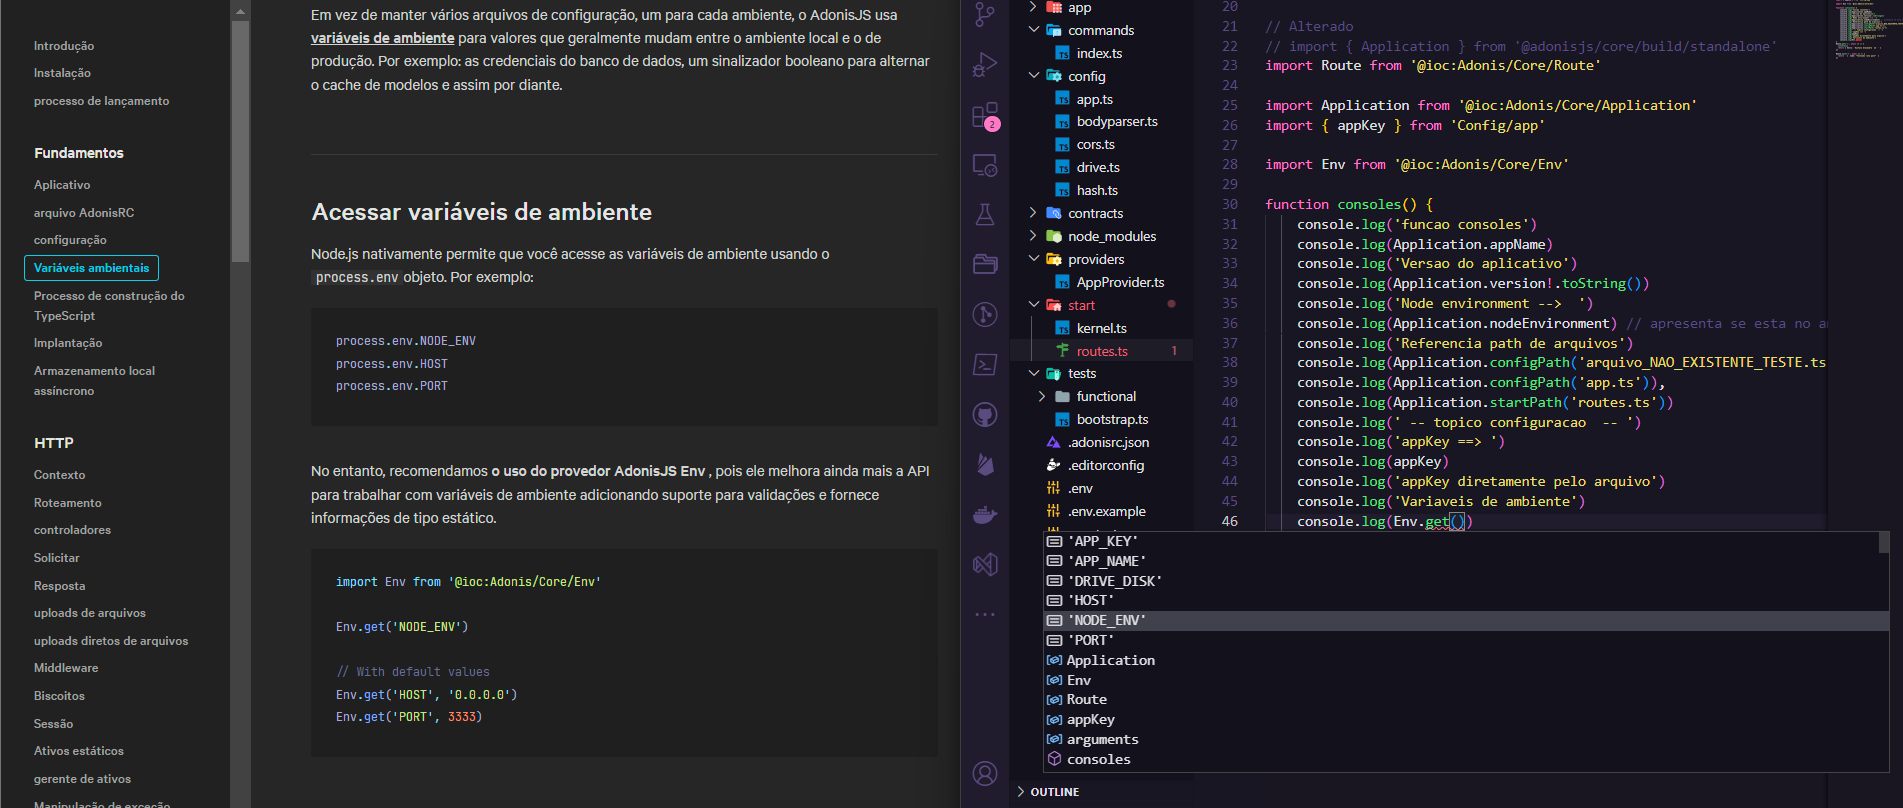 Introdução
Instalação
processo de lançamento
Fundamentos
Aplicativo
arquivo AdonisRC
configuração
Variáveis ambientais
Processo de construção do
TypeScript
Implantação
Armazenamento local
assíncrono
HTTP
Contexto
Roteamento
controladores
Solicitar
Resposta
uploads de arquivos
uploads diretos de arquivos
Middleware
Biscoitos
Sessão
Ativos estáticos
gerente de ativos
Manipulação de exceção
Em vez de manter vários arquivos de configuração, um para cada ambiente, o AdonisJS usa
variáveis de ambiente para valores que geralmente mudam entre o ambiente local e o de
produção. Por exemplo: as credenciais do banco de dados, um sinalizador booleano para alternar
o cache de modelos e assim por diante.
Acessar variáveis de ambiente
Node.js nativamente permite que você acesse as variáveis de ambiente usando o
process.env objeto. Por exemplo:
process.env.NODE_ENV
process.env.HOST
process.env.PORT
No entanto, recomendamos o uso do provedor AdonisJS Env , pois ele melhora ainda mais a API
para trabalhar com variáveis de ambiente adicionando suporte para validações e fornece
informações de tipo estático.
import Env from '@ioc:Adonis/Core/Env'
Env.get('NODE_ENV')
// With default values
Env.get('HOST', '0.0.0.0')
Env.get('PORT', 3333)
2
app
commands
TS index.ts
config
TS app.ts
TS bodyparser.ts
TS cors.ts
TS drive.ts
TS hash.ts
contracts
node_modules
providers
TS AppProvider.ts
start
TS kernel.ts
routes.ts 1
tests
functional
TS bootstrap.ts
.adonisrc.json
.editorconfig
.env
.env.example
OUTLINE
20
21 // Alterado
22 // import { Application } from '@adonisjs/core/build/standalone'
23 import Route from '@ioc:Adonis/Core/Route'
24
25 import Application from '@ioc:Adonis/Core/Application'
26 import { appKey } from 'Config/app'
27
28 import Env from '@ioc:Adonis/Core/Env'
29
30 function consoles() {
31 console.log('funcao consoles')
32 console.log(Application.appName)
33 console.log('Versao do aplicativo')
34 console.log(Application.version!.toString())
35 console.log('Node environment --> ')
36 console.log(Application.nodeEnvironment) // apresenta se esta no
37 console.log('Referencia path de arquivos')
38 console.log(Application.configPath('arquivo_NAO_EXISTENTE_TESTE.ts
39 console.log(Application.configPath('app.ts')),
40 console.log(Application.startPath('routes.ts'))
41 console.log(' -- topico configuracao -- ')
42 console.log('appKey ==> ')
43 console.log(appKey)
44 console.log('appKey diretamente pelo arquivo')
45 console.log('Variaveis de ambiente')
46 console.log(Env.get())
'APP_KEY'
'APP_NAME'
'DRIVE_DISK'
'HOST'
'NODE_ENV'
'PORT'
Application
Env
Route
appKey
arguments
consoles